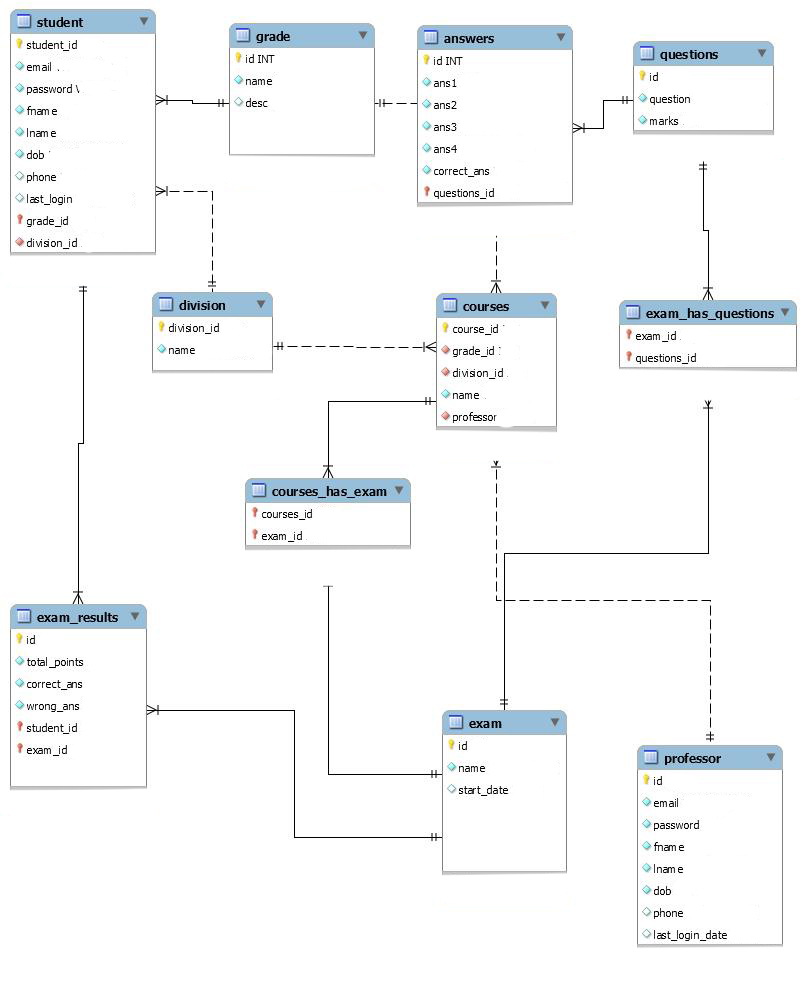 student
student_id
email .
password \
fname
lname
dob
phone
last_login
grade_id
division_id
grade
id INT
name
desc
answers
id INT
ans1
ans2
ans3
ans4
correct_ans
questions_id
questions
id
question
marks
division
division_id
name
courses
course_id
grade_id
division_id
name
professor
exam_has_questions
exam_id
questions_id
courses_has_exam
courses_id
exam_id
exam_results
id
total_points
correct_ans
wrong_ans
student_id
exam_id
exam
id
name
start_date
professor
id
email
password
fname
lname
dob
phone
last_login_date